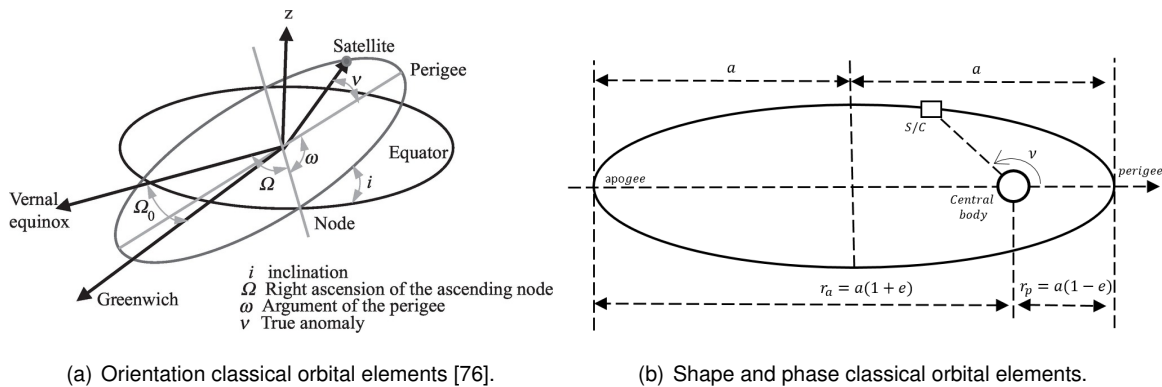 z
Satellite
Perigee
ν
ω
Equator
Ω
i
Vernal
equinox
Ω0
Node
Greenwich
i inclination
Ω Right ascension of the ascending node
ω Argument of the perigee
ν True anomaly
(a) Orientation classical orbital elements [76].
a
a
S/C
ν
apogee
perigee
Central
body
r_a = a(1 + e)
r_p = a(1 − e)
(b) Shape and phase classical orbital elements.